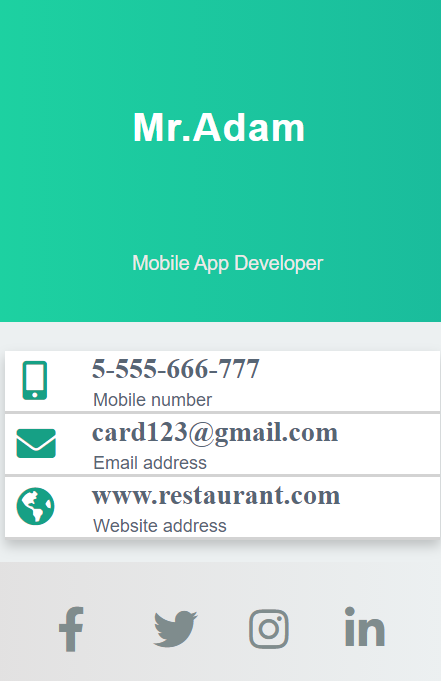 Mr.Adam
Mobile App Developer
5-555-666-777
Mobile number
card123@gmail.com
Email address
www.restaurant.com
Website address